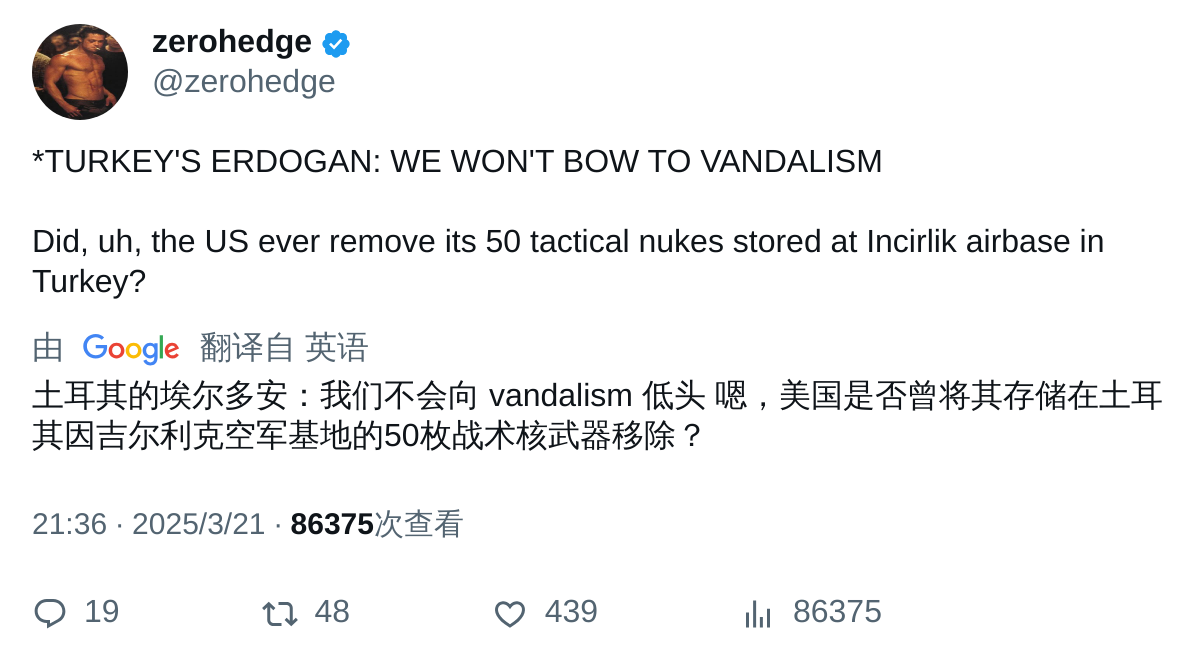 zerohedge
@zerohedge
*TURKEY'S ERDOGAN: WE WON'T BOW TO VANDALISM
Did, uh, the US ever remove its 50 tactical nukes stored at Incirlik airbase in
Turkey?
由 Google 翻译自 英语
土耳其的埃尔多安：我们不会向 vandalism 低头 嗯，美国是否曾将其存储在土耳
其因吉尔利克空军基地的50枚战术核武器移除？
21:36 · 2025/3/21 · 86375次查看
19 48 439 86375